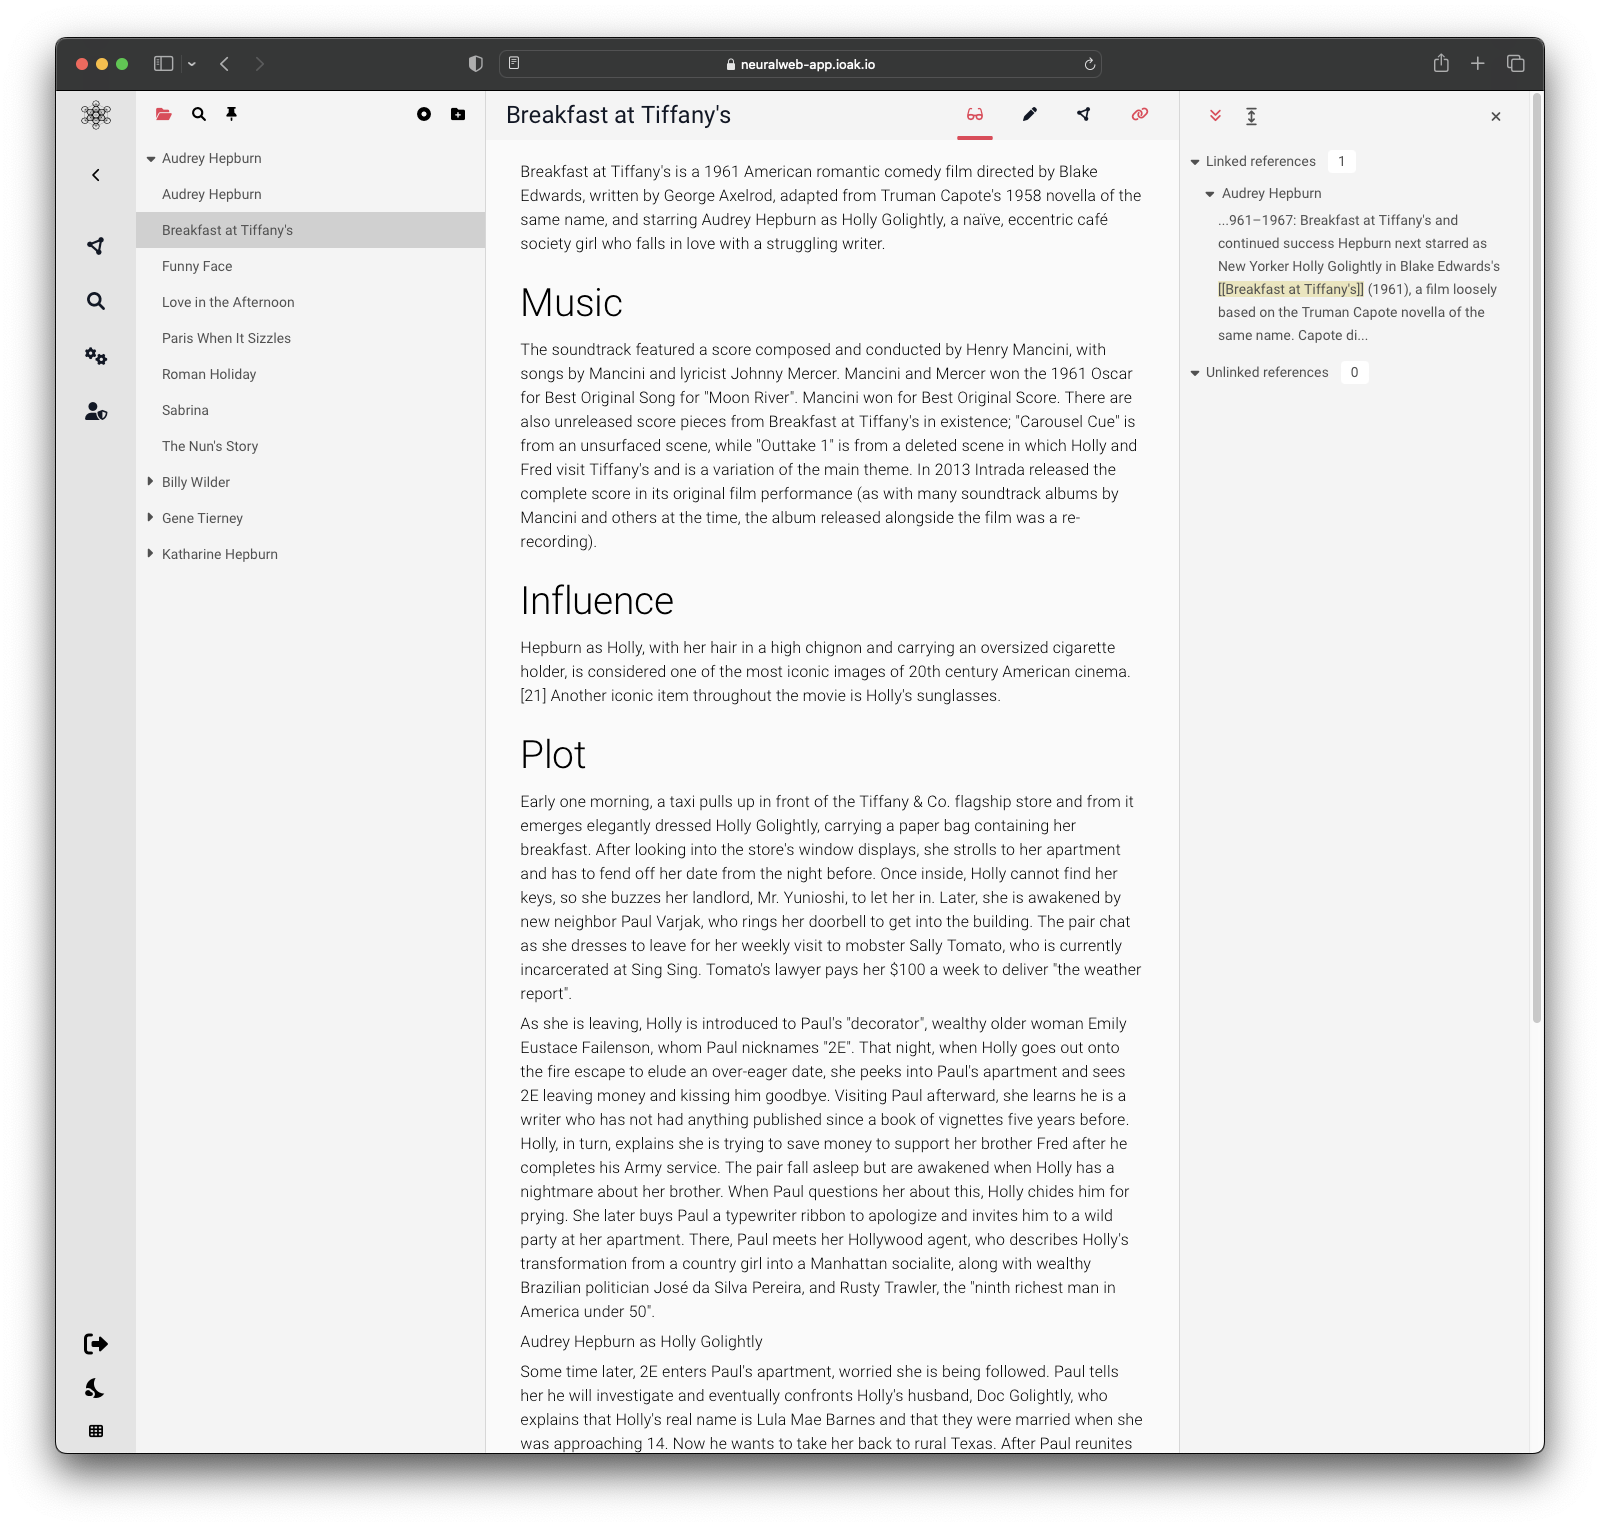 neuralweb-app.ioak.io
Audrey Hepburn
Audrey Hepburn
Breakfast at Tiffany's
Funny Face
Love in the Afternoon
Paris When It Sizzles
Roman Holiday
Sabrina
The Nun's Story
Billy Wilder
Gene Tierney
Katharine Hepburn
Breakfast at Tiffany's
Breakfast at Tiffany's is a 1961 American romantic comedy film directed by Blake
Edwards, written by George Axelrod, adapted from Truman Capote's 1958 novella of the
same name, and starring Audrey Hepburn as Holly Golightly, a naïve, eccentric café
society girl who falls in love with a struggling writer.
Music
The soundtrack featured a score composed and conducted by Henry Mancini, with
songs by Mancini and lyricist Johnny Mercer. Mancini and Mercer won the 1961 Oscar
for Best Original Song for "Moon River". Mancini won for Best Original Score. There are
also unreleased score pieces from Breakfast at Tiffany's in existence; "Carousel Cue" is
from an unsurfaced scene, while "Outtake 1" is from a deleted scene in which Holly and
Fred visit Tiffany's and is a variation of the main theme. In 2013 Intrada released the
complete score in its original film performance (as with many soundtrack albums by
Mancini and others at the time, the album released alongside the film was a re-
recording).
Influence
Hepburn as Holly, with her hair in a high chignon and carrying an oversized cigarette
holder, is considered one of the most iconic images of 20th century American cinema.
[21] Another iconic item throughout the movie is Holly's sunglasses.
Plot
Early one morning, a taxi pulls up in front of the Tiffany & Co. flagship store and from it
emerges elegantly dressed Holly Golightly, carrying a paper bag containing her
breakfast. After looking into the store's window displays, she strolls to her apartment
and has to fend off her date from the night before. Once inside, Holly cannot find her
keys, so she buzzes her landlord, Mr. Yunioshi, to let her in. Later, she is awakened by
new neighbor Paul Varjak, who rings her doorbell to get into the building. The pair chat
as she dresses to leave for her weekly visit to mobster Sally Tomato, who is currently
incarcerated at Sing Sing. Tomato's lawyer pays her $100 a week to deliver "the weather
report".
As she is leaving, Holly is introduced to Paul's "decorator", wealthy older woman Emily
Eustace Failenson, whom Paul nicknames "2E". That night, when Holly goes out onto
the fire escape to elude an over-eager date, she peeks into Paul's apartment and sees
2E leaving money and kissing him goodbye. Visiting Paul afterward, she learns he is a
writer who has not had anything published since a book of vignettes five years before.
Holly, in turn, explains she is trying to save money to support her brother Fred after he
completes his Army service. The pair fall asleep but are awakened when Holly has a
nightmare about her brother. When Paul questions her about this, Holly chides him for
prying. She later buys Paul a typewriter ribbon to apologize and invites him to a wild
party at her apartment. There, Paul meets her Hollywood agent, who describes Holly's
transformation from a country girl into a Manhattan socialite, along with wealthy
Brazilian politician José da Silva Pereira, and Rusty Trawler, the "ninth richest man in
America under 50".
Audrey Hepburn as Holly Golightly
Some time later, 2E enters Paul's apartment, worried she is being followed. Paul tells
her he will investigate and eventually confronts Holly's husband, Doc Golightly, who
explains that Holly's real name is Lula Mae Barnes and that they were married when she
was approaching 14. Now he wants to take her back to rural Texas. After Paul reunites
Linked references 1
Audrey Hepburn
...961–1967: Breakfast at Tiffany's and
continued success Hepburn next starred as
New Yorker Holly Golightly in Blake Edwards's
[[Breakfast at Tiffany's]] (1961), a film loosely
based on the Truman Capote novella of the
same name. Capote di...
Unlinked references 0